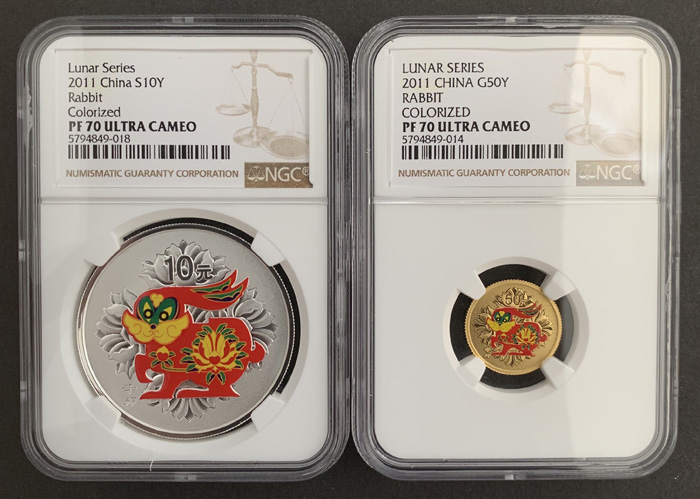 Lunar Series
2011 China S10Y
Rabbit
Colorized
PF 70 ULTRA CAMEO
5794849-018
NUMISMATIC GUARANTY CORPORATION
NGC®
10元
LUNAR SERIES
2011 CHINA G50Y
RABBIT
COLORIZED
PF 70 ULTRA CAMEO
5794849-014
NUMISMATIC GUARANTY CORPORATION
NGC®
50